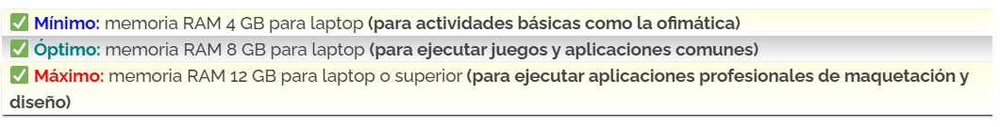 ✅ Mínimo: memoria RAM 4 GB para laptop (para actividades básicas como la ofimática)
✅ Óptimo: memoria RAM 8 GB para laptop (para ejecutar juegos y aplicaciones comunes)
✅ Máximo: memoria RAM 12 GB para laptop o superior (para ejecutar aplicaciones profesionales de maquetación y
diseño)